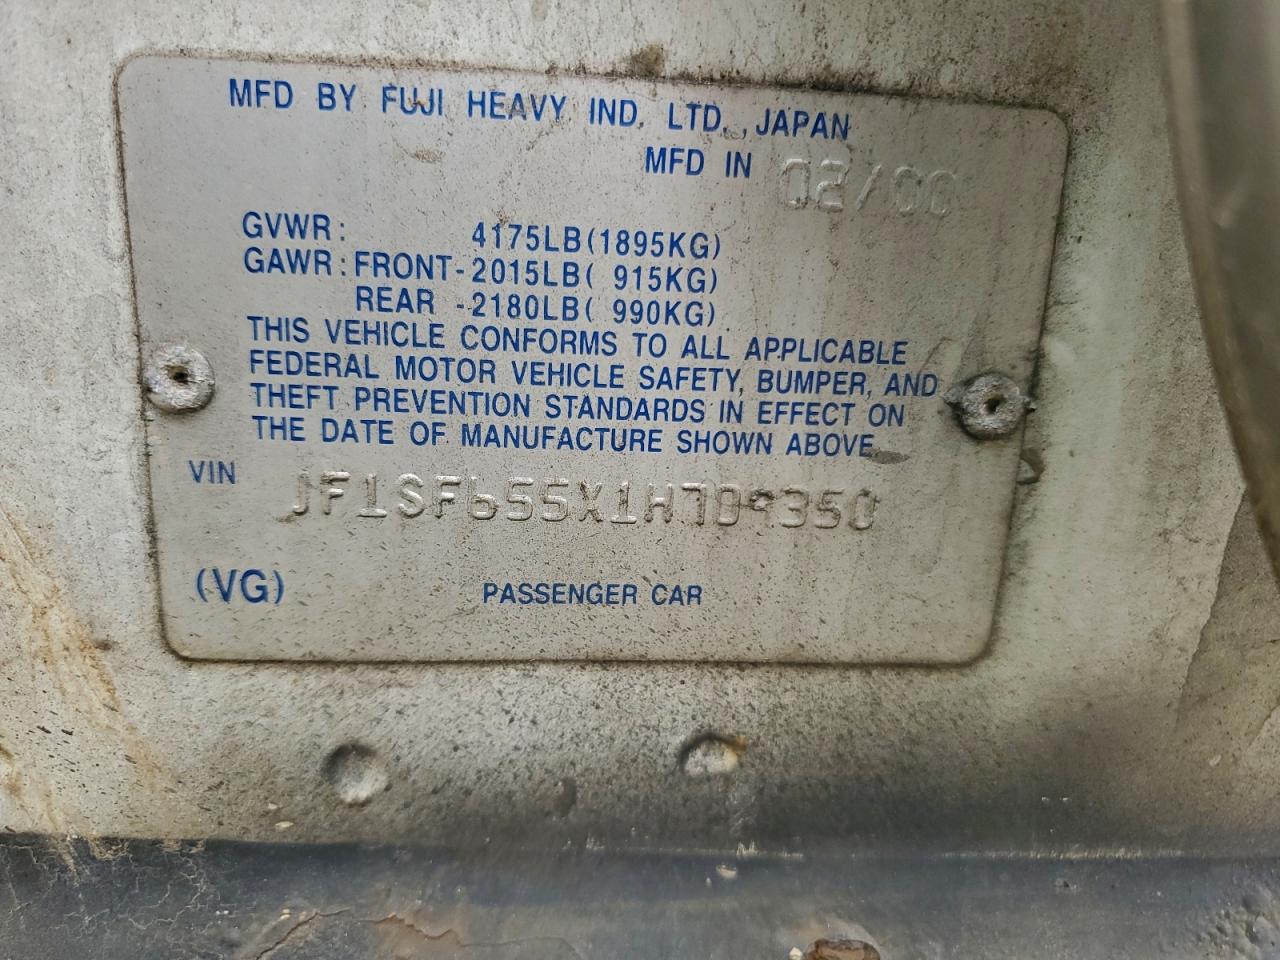 MFD BY FUJI HEAVY IND. LTD., JAPAN
MFD IN 02/00
GVWR: 4175LB(1895KG)
GAWR: FRONT-2015LB( 915KG)
REAR -2180LB( 990KG)
THIS VEHICLE CONFORMS TO ALL APPLICABLE
FEDERAL MOTOR VEHICLE SAFETY, BUMPER, AND
THEFT PREVENTION STANDARDS IN EFFECT ON
THE DATE OF MANUFACTURE SHOWN ABOVE.
VIN JF1SF655X1H709350
(VG) PASSENGER CAR